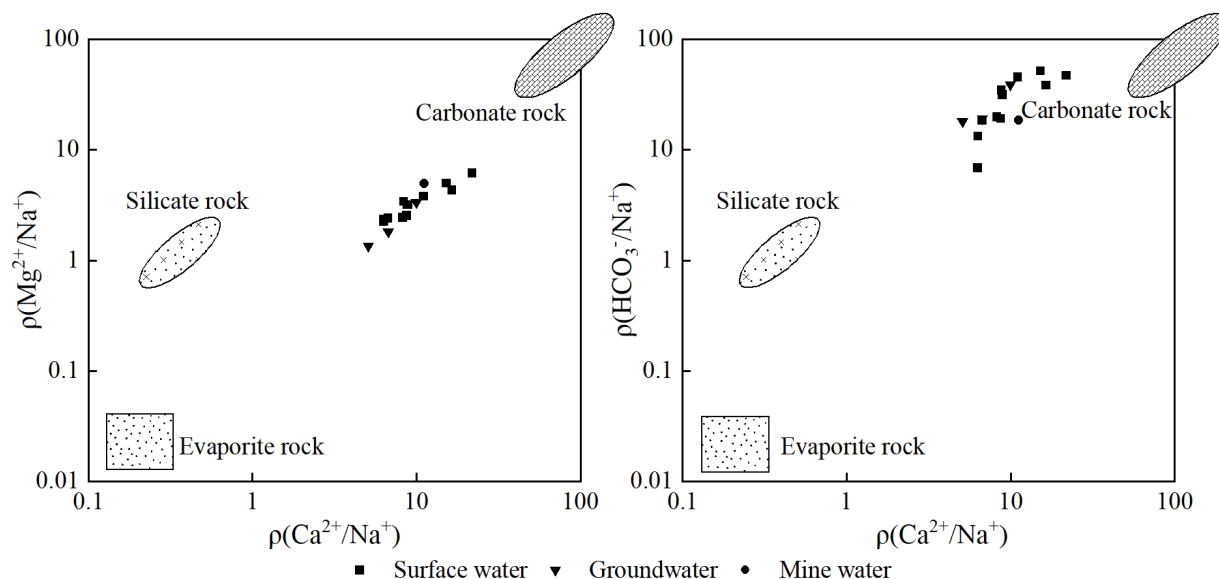 100
10
1
0.1
0.01
0.1
1
10
100
ρ(Mg²⁺/Na⁺)
ρ(Ca²⁺/Na⁺)
Carbonate rock
Silicate rock
Evaporite rock
100
10
1
0.1
0.01
0.1
1
10
100
ρ(HCO₃⁻/Na⁺)
ρ(Ca²⁺/Na⁺)
Carbonate rock
Silicate rock
Evaporite rock
■ Surface water ▼ Groundwater ● Mine water